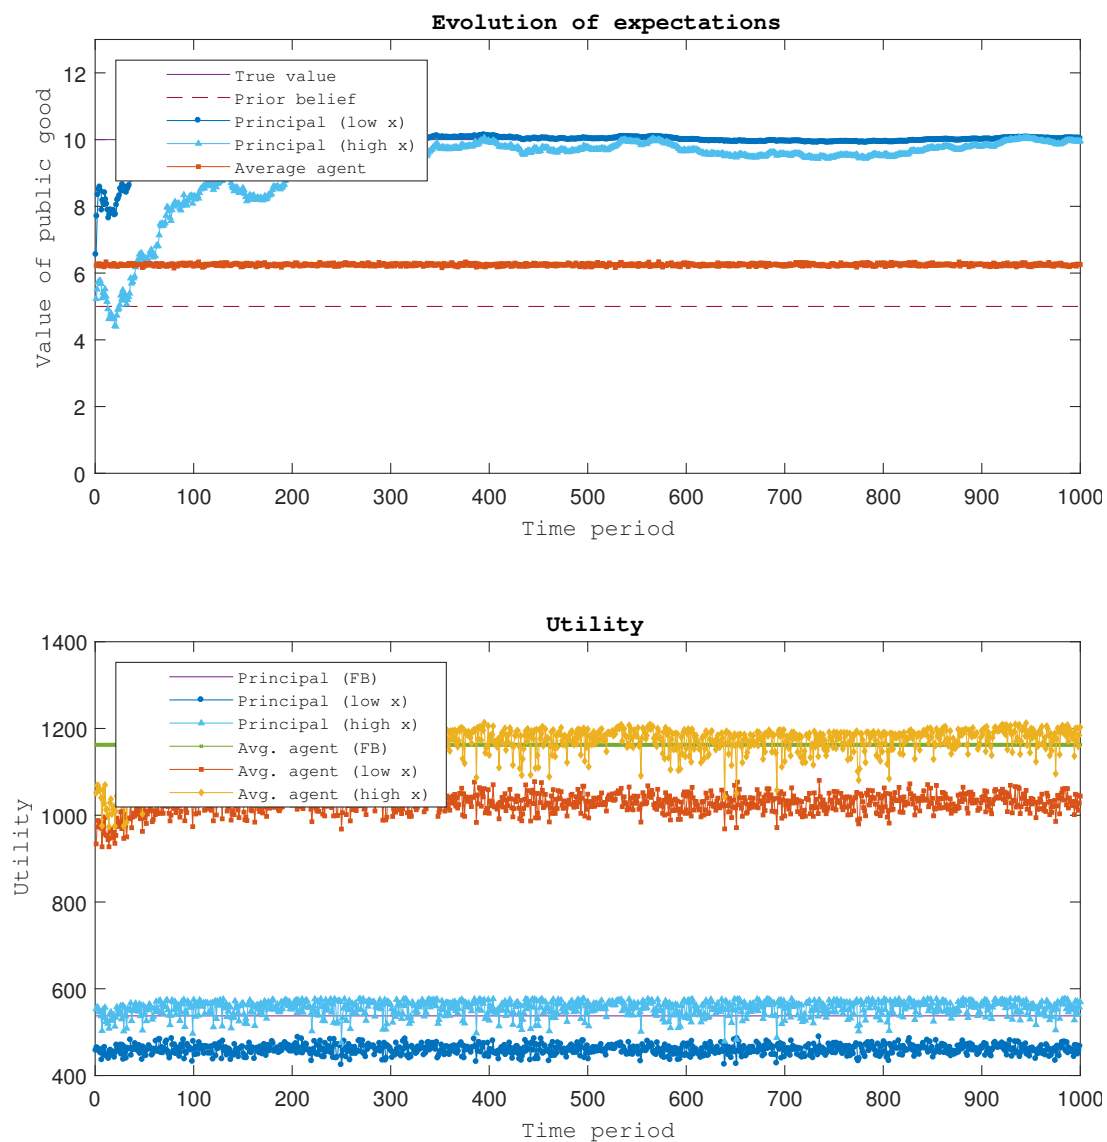 Evolution of expectations
Value of public good
12
10
8
6
4
2
0
True value
Prior belief
Principal (low x)
Principal (high x)
Average agent
0 100 200 300 400 500 600 700 800 900 1000
Time period
Utility
Utility
1400
1200
1000
800
600
400
Principal (FB)
Principal (low x)
Principal (high x)
Avg. agent (FB)
Avg. agent (low x)
Avg. agent (high x)
0 100 200 300 400 500 600 700 800 900 1000
Time period